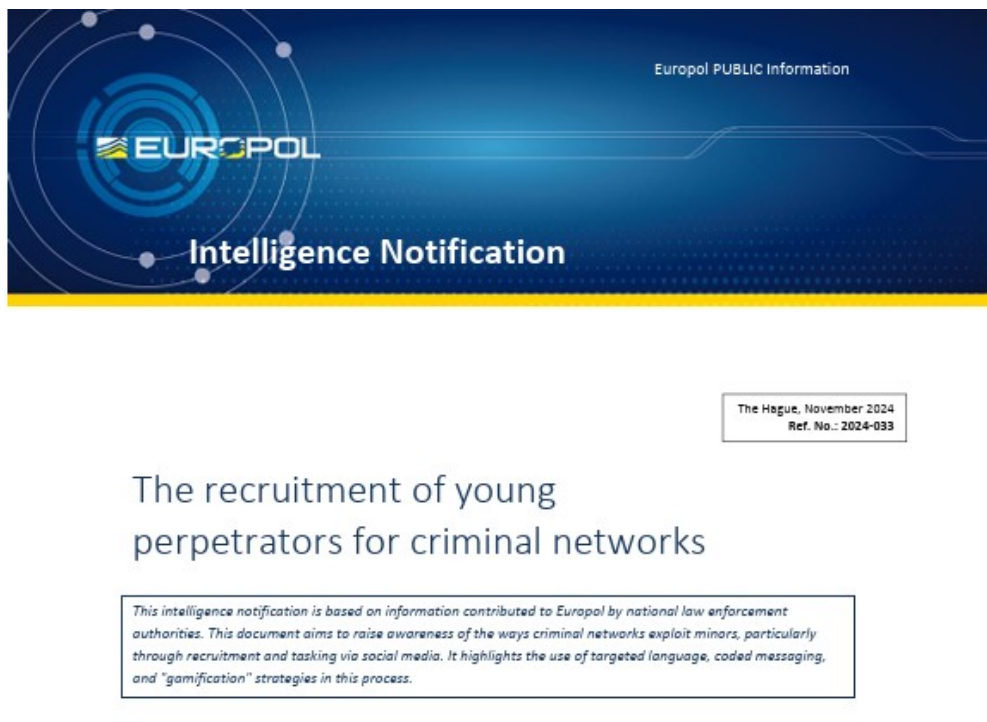 Europol PUBLIC Information
EUROPOL
Intelligence Notification
The Hague, November 2024
Ref. No.: 2024-033
The recruitment of young
perpetrators for criminal networks
This intelligence notification is based on information contributed to Europol by national law enforcement
authorities. This document aims to raise awareness of the ways criminal networks exploit minors, particularly
through recruitment and tasking via social media. It highlights the use of targeted language, coded messaging,
and "gamification" strategies in this process.